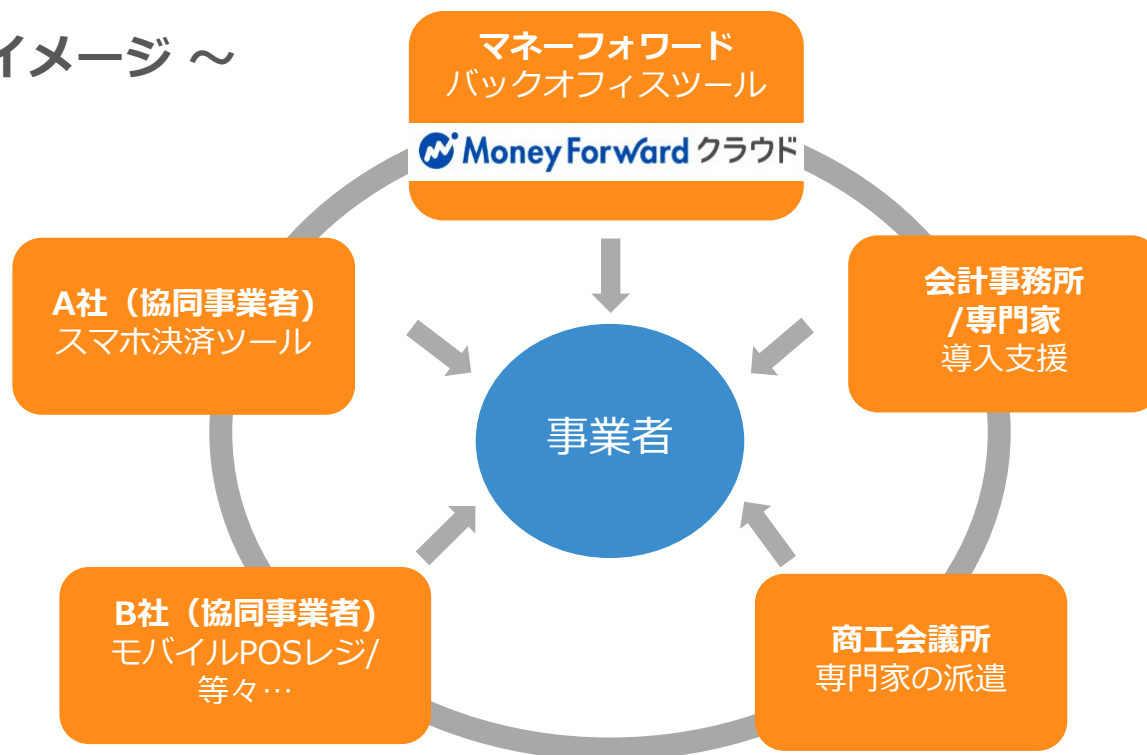 イメージ ～
マネーフォワード
バックオフィスツール
Money Forward クラウド
A社（協同事業者)
スマホ決済ツール
会計事務所
/専門家
導入支援
事業者
B社（協同事業者)
モバイルPOSレジ/
等々…
商工会議所
専門家の派遣